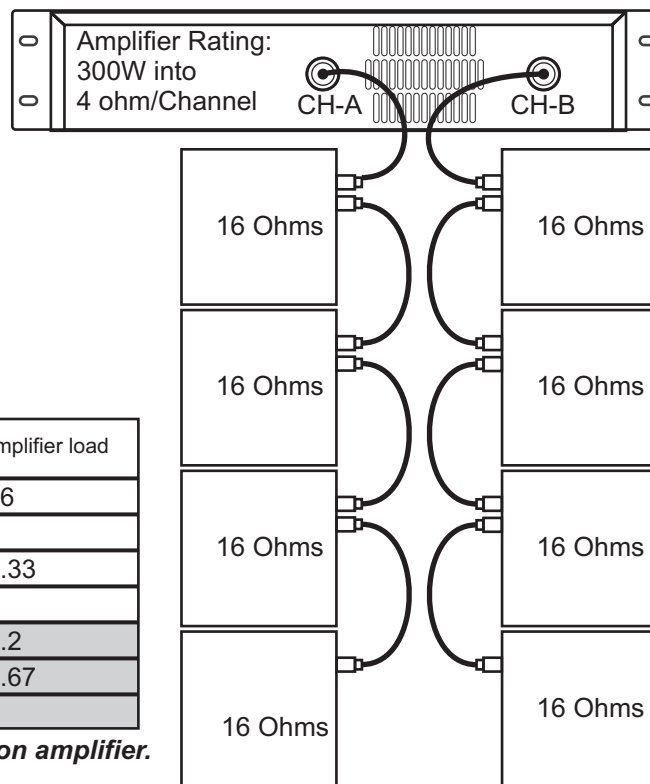 Amplifier Rating:
300W into
4 ohm/Channel
CH-A
CH-B
16 Ohms
16 Ohms
16 Ohms
16 Ohms
16 Ohms
16 Ohms
16 Ohms
16 Ohms
mplifier load
6
.33
.2
.67
on amplifier.